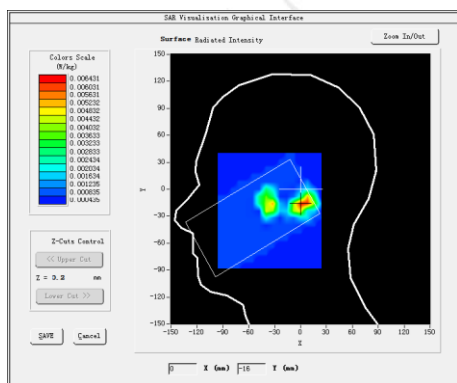 SAR Visualisation Graphical Interface
Surface Radiated Intensity
Zoom In/Out
Colors Scale
(W/kg)
0.006431
0.006031
0.005631
0.005232
0.004832
0.004432
0.004032
0.003633
0.003233
0.002833
0.002434
0.002034
0.001634
0.001235
0.000835
0.000435
150
120
90
60
30
0
-30
-60
-90
-120
-150
Y
-150 -120 -90 -60 -30 0 30 60 90 120 150
X
Z-Cuts Control
<< Upper Cut
Z = 3.2 mm
Lower Cut >>
SAVE Cancel
0 X (mm) -16 Y (mm)